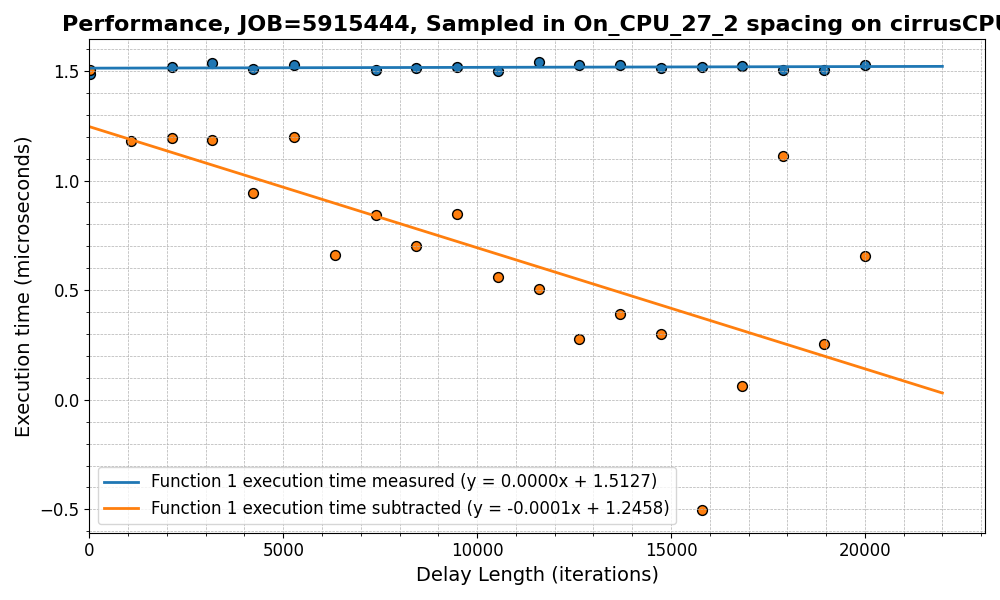 Performance, JOB=5915444, Sampled in On_CPU_27_2 spacing on cirrusCPU
Execution time (microseconds)
1.5
1.0
0.5
0.0
−0.5
Function 1 execution time measured (y = 0.0000x + 1.5127)
Function 1 execution time subtracted (y = -0.0001x + 1.2458)
0 5000 10000 15000 20000
Delay Length (iterations)